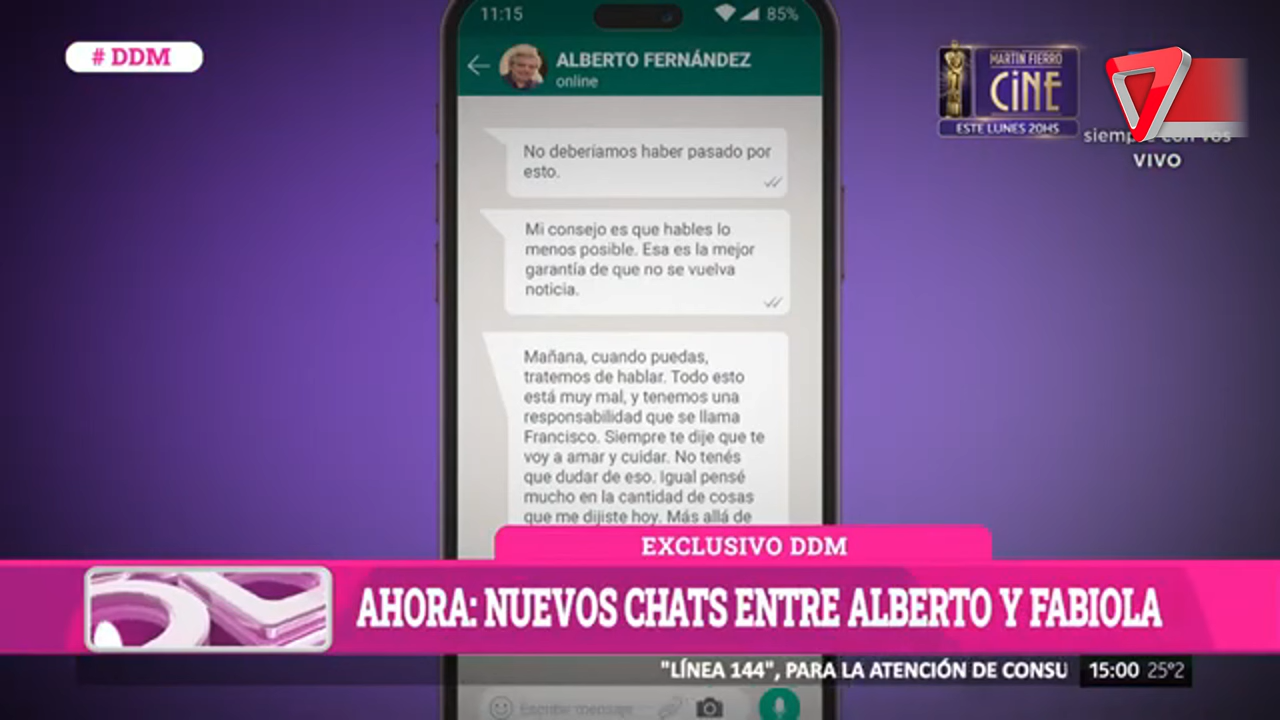 11:15
85%
# DDM
ALBERTO FERNÁNDEZ
online
MARTIN FIERRO
CiNE
ESTE LUNES 20HS
siempre con vos
VIVO
No deberíamos haber pasado por
esto.
Mi consejo es que hables lo
menos posible. Esa es la mejor
garantía de que no se vuelva
noticia.
Mañana, cuando puedas,
tratemos de hablar. Todo esto
está muy mal, y tenemos una
responsabilidad que se llama
Francisco. Siempre te dije que te
voy a amar y cuidar. No tenés
que dudar de eso. Igual pensé
mucho en la cantidad de cosas
que me dijiste hoy. Más allá de
EXCLUSIVO DDM
AHORA: NUEVOS CHATS ENTRE ALBERTO Y FABIOLA
"LÍNEA 144", PARA LA ATENCIÓN DE CONSU
15:00 25°2
Escribir mensaje